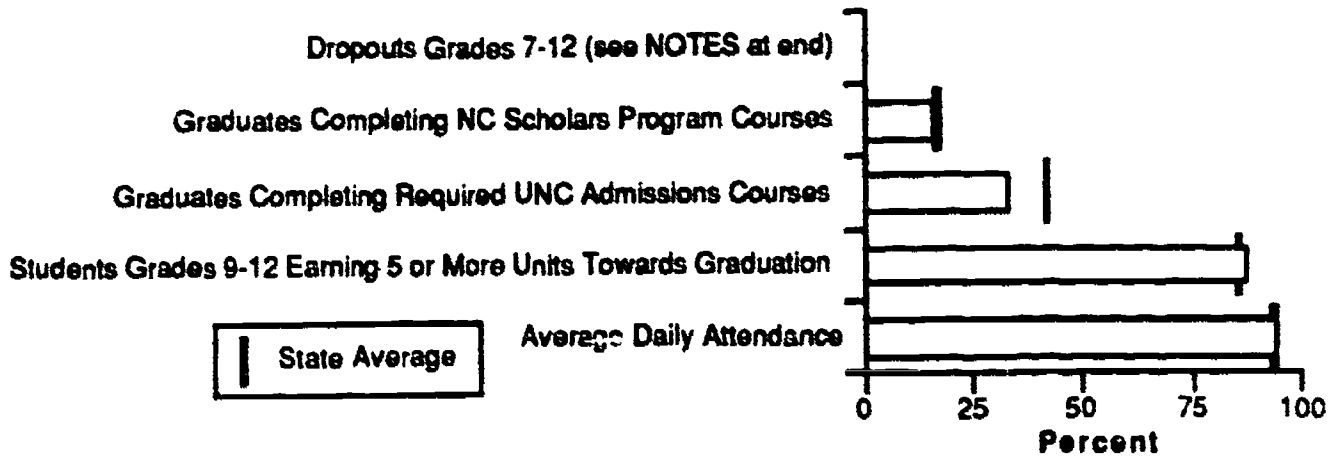 Dropouts Grades 7-12 (see NOTES at end)
Graduates Completing NC Scholars Program Courses
Graduates Completing Required UNC Admissions Courses
Students Grades 9-12 Earning 5 or More Units Towards Graduation
Average Daily Attendance
State Average
0 25 50 75 100
Percent